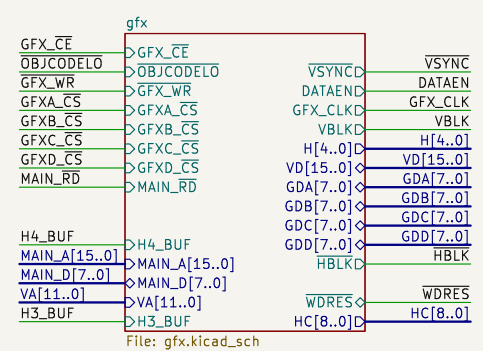 gfx
GFX_CE GFX_CE
OBJCODELO OBJCODELO VSYNC VSYNC
GFX_WR GFX_WR DATAEN DATAEN
GFXA_CS GFXA_CS GFX_CLK GFX_CLK
GFXB_CS GFXB_CS VBLK VBLK
GFXC_CS GFXC_CS H[4..0] H[4..0]
GFXD_CS GFXD_CS VD[15..0] VD[15..0]
MAIN_RD MAIN_RD GDA[7..0] GDA[7..0]
GDB[7..0] GDB[7..0]
GDC[7..0] GDC[7..0]
H4_BUF H4_BUF GDD[7..0] GDD[7..0]
MAIN_A[15..0] MAIN_A[15..0] HBLK HBLK
MAIN_D[7..0] MAIN_D[7..0]
VA[11..0] VA[11..0] WDRES WDRES
H3_BUF H3_BUF HC[8..0] HC[8..0]
File: gfx.kicad_sch